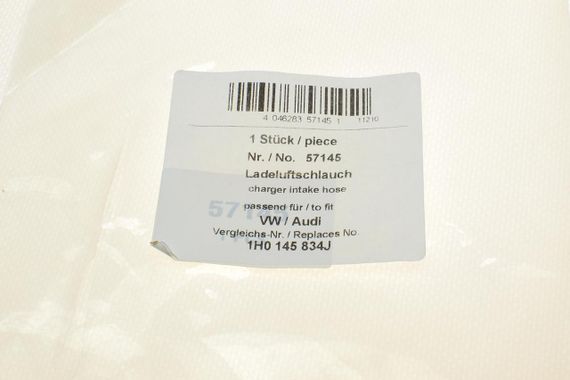 4 046283 57145 1 11210
1 Stück / piece
Nr. / No. 57145
Ladeluftschlauch
charger intake hose
passend für / to fit
57145
VW / Audi
Vergleichs-Nr. / Replaces No.
1H0 145 834J